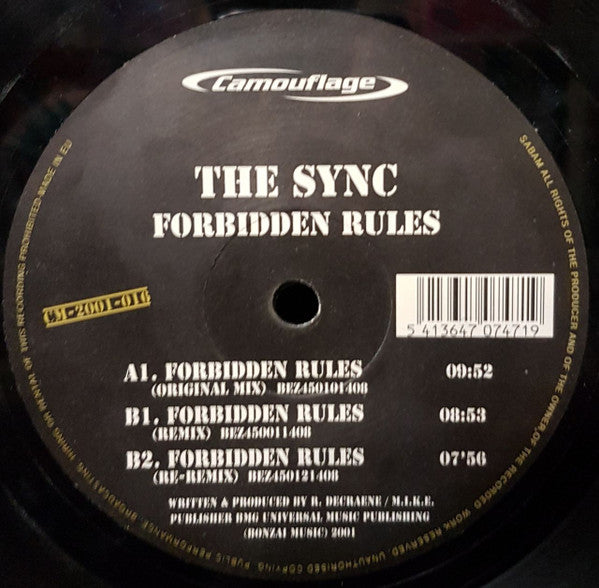 Camouflage
THE SYNC
FORBIDDEN RULES
CM-2001-016
5 413647 074719
A1. FORBIDDEN RULES 09:52
(ORIGINAL MIX) BEZ450101408
B1. FORBIDDEN RULES 08:53
(REMIX) BEZ450011408
B2. FORBIDDEN RULES 07'56
(RE-REMIX) BEZ450121408
WRITTEN & PRODUCED BY R. DECRAENE / M.I.K.E.
PUBLISHER BMG UNIVERSAL MUSIC PUBLISHING
(BONZAI MUSIC) 2001
SABAM ALL RIGHTS OF THE PRODUCER AND OF THE OWNER OF THE RECORDED WORK RESERVED. UNAUTHORISED COPYING, PUBLIC PERFORMANCE, BROADCASTING, HIRING OR RENTAL OF THIS RECORDING PROHIBITED-MADE IN EU